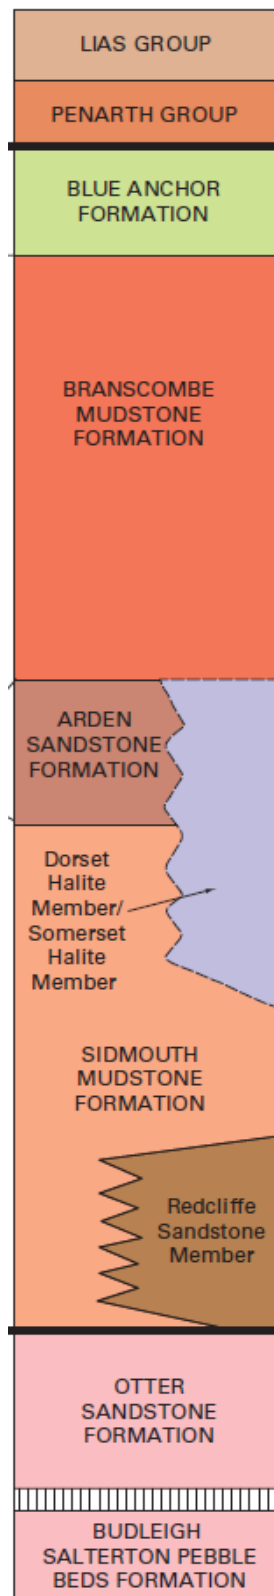 LIAS GROUP
PENARTH GROUP
BLUE ANCHOR
FORMATION
BRANSCOMBE
MUDSTONE
FORMATION
ARDEN
SANDSTONE
FORMATION
Dorset
Halite
Member/
Somerset
Halite
Member
SIDMOUTH
MUDSTONE
FORMATION
Redcliffe
Sandstone
Member
OTTER
SANDSTONE
FORMATION
BUDLEIGH
SALTERTON PEBBLE
BEDS FORMATION